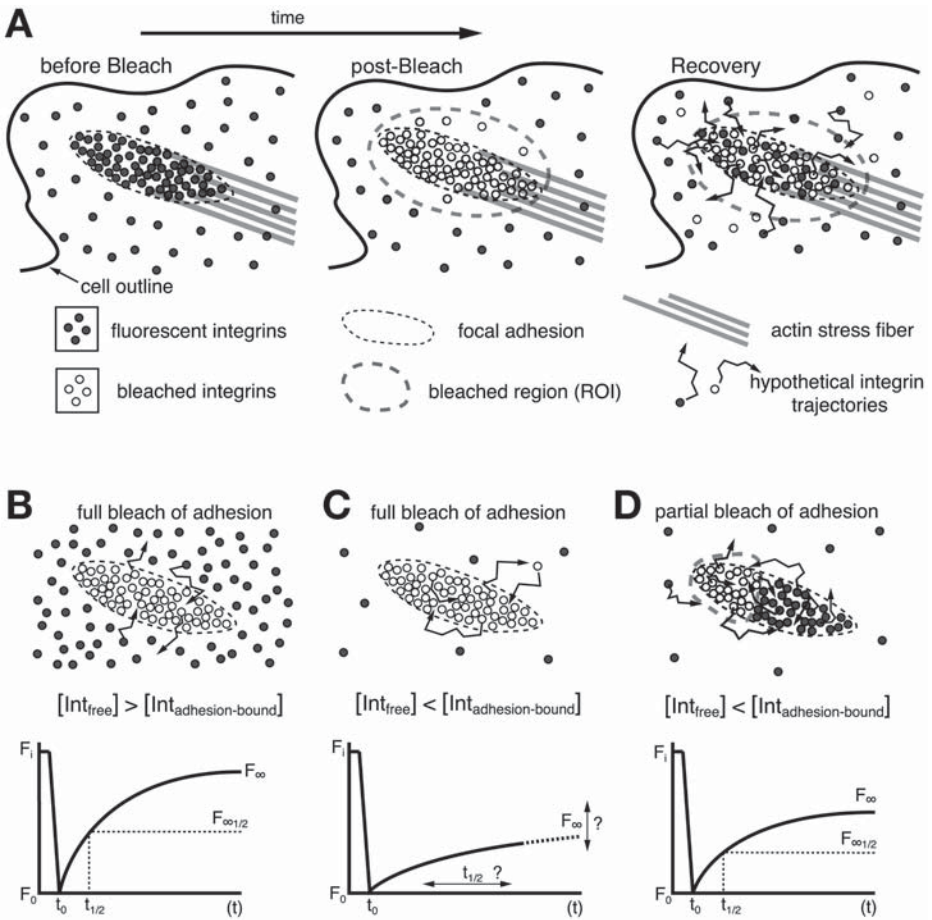 A
time
before Bleach
post-Bleach
Recovery
cell outline
fluorescent integrins
focal adhesion
actin stress fiber
bleached integrins
bleached region (ROI)
hypothetical integrin
trajectories
B
full bleach of adhesion
[Int_free] > [Int_adhesion-bound]
F_i
F_∞
F_∞1/2
F_0
t_0
t_1/2
(t)
C
full bleach of adhesion
[Int_free] < [Int_adhesion-bound]
F_i
F_∞ ?
t_1/2 ?
F_0
t_0
(t)
D
partial bleach of adhesion
[Int_free] < [Int_adhesion-bound]
F_i
F_∞
F_∞1/2
F_0
t_0
t_1/2
(t)